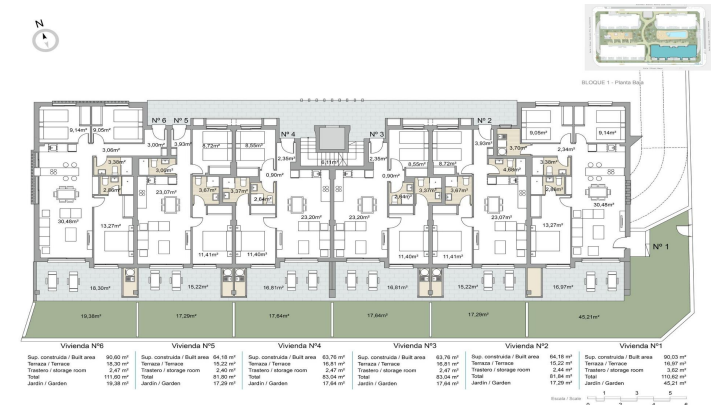 N
BLOQUE 1 - Planta Baja
Nº 6 Nº 5 Nº 4 Nº 3 Nº 2
9,14m² 9,05m² 3,00m² 3,93m² 8,72m² 8,55m² 2,35m² 8,11m² 2,35m² 8,55m² 8,72m² 3,93m² 3,70m² 9,05m² 9,14m²
3,08m² 2,34m²
3,38m² 3,00m² 0,90m² 0,90m² 4,68m² 3,38m²
23,07m² 3,67m² 3,37m² 2,64m² 2,64m² 3,37m² 3,67m² 23,07m²
30,48m² 23,20m² 23,20m² 30,48m²
13,27m² 11,41m² 11,40m² 11,40m² 11,41m² 13,27m²
Nº 1
18,30m² 15,22m² 16,81m² 16,81m² 15,22m² 16,97m²
19,38m² 17,29m² 17,64m² 17,64m² 17,29m² 45,21m²
Vivienda Nº6 Vivienda Nº5 Vivienda Nº4 Vivienda Nº3 Vivienda Nº2 Vivienda Nº1
Sup. construida / Built area 90,60 m² Sup. construida / Built area 64,18 m² Sup. construida / Built area 63,76 m² Sup. construida / Built area 63,76 m² Sup. construida / Built area 64,18 m² Sup. construida / Built area 90,03 m²
Terraza / Terrace 18,30 m² Terraza / Terrace 15,22 m² Terraza / Terrace 16,81 m² Terraza / Terrace 16,81 m² Terraza / Terrace 15,22 m² Terraza / Terrace 16,97 m²
Trastero / storage room 2,47 m² Trastero / storage room 2,40 m² Trastero / storage room 2,47 m² Trastero / storage room 2,47 m² Trastero / storage room 2,44 m² Trastero / storage room 3,62 m²
Total 111,60 m² Total 81,80 m² Total 83,04 m² Total 83,04 m² Total 81,84 m² Total 110,62 m²
Jardín / Garden 19,38 m² Jardín / Garden 17,29 m² Jardín / Garden 17,64 m² Jardín / Garden 17,64 m² Jardín / Garden 17,29 m² Jardín / Garden 45,21 m²
Escala / Scale 0 1 2 3 4 5